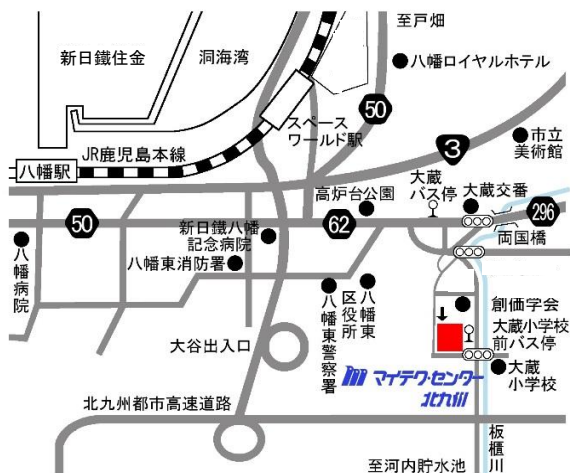 至戸畑
新日鐵住金
洞海湾
八幡ロイヤルホテル
50
スペース
ワールド駅
3
市立
美術館
JR鹿児島本線
八幡駅
高炉台公園
大蔵
バス停
大蔵交番
296
50
新日鐵八幡
記念病院
62
両国橋
八幡病院
八幡東消防署
八幡東
区役所
八幡東警察署
創価学会
大蔵小学校
前バス停
大谷出入口
マイテク・センター
北九州
大蔵
小学校
北九州都市高速道路
板櫃川
至河内貯水池